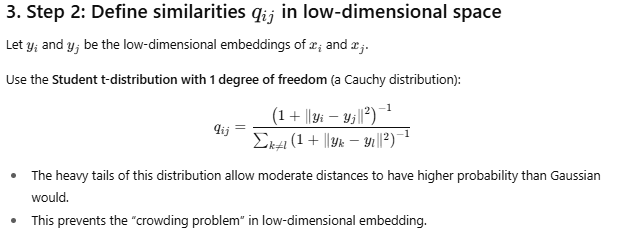 3. Step 2: Define similarities q_{ij} in low-dimensional space
Let y_i and y_j be the low-dimensional embeddings of x_i and x_j.
Use the Student t-distribution with 1 degree of freedom (a Cauchy distribution):
q_{ij} = \frac{(1 + \|y_i - y_j\|^2)^{-1}}{\sum_{k \neq l} (1 + \|y_k - y_l\|^2)^{-1}}
• The heavy tails of this distribution allow moderate distances to have higher probability than Gaussian
would.
• This prevents the "crowding problem" in low-dimensional embedding.